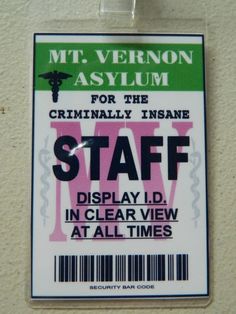 MT. VERNON
ASYLUM
FOR THE
CRIMINALLY INSANE
MV
STAFF
DISPLAY I.D.
IN CLEAR VIEW
AT ALL TIMES
SECURITY BAR CODE